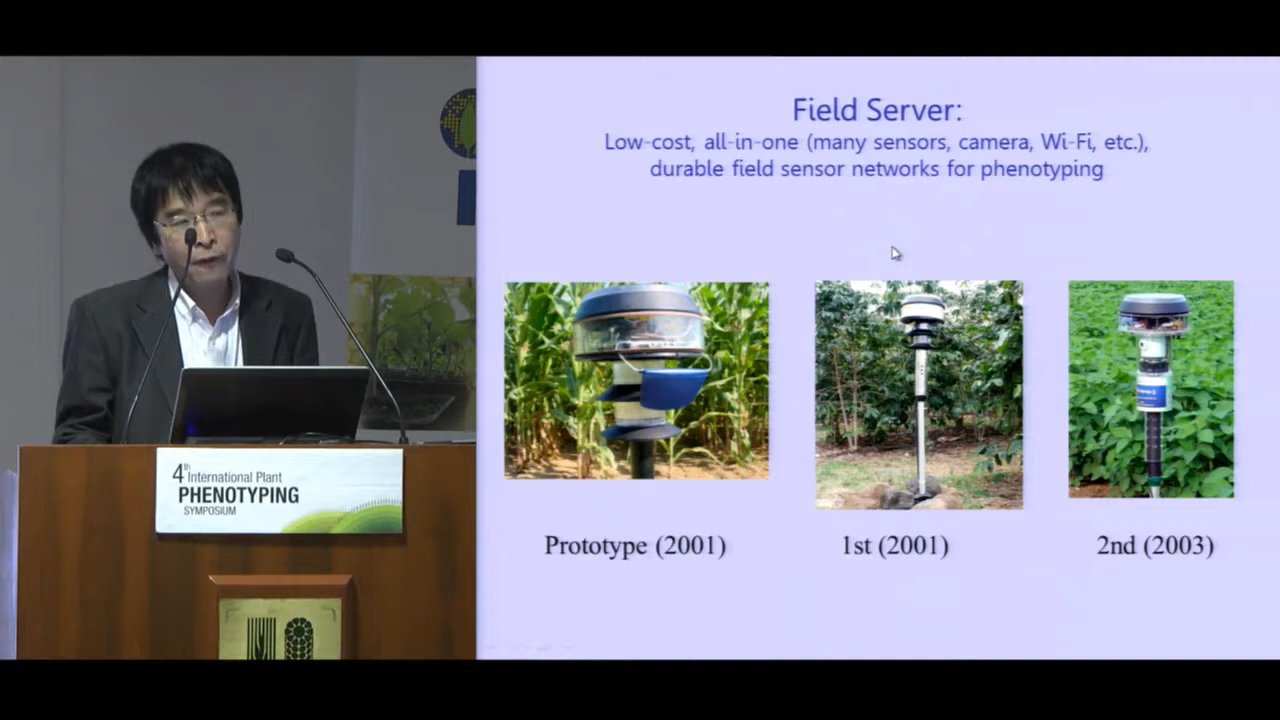 4th International Plant
PHENOTYPING
SYMPOSIUM
Field Server:
Low-cost, all-in-one (many sensors, camera, Wi-Fi, etc.),
durable field sensor networks for phenotyping
Prototype (2001)
1st (2001)
2nd (2003)